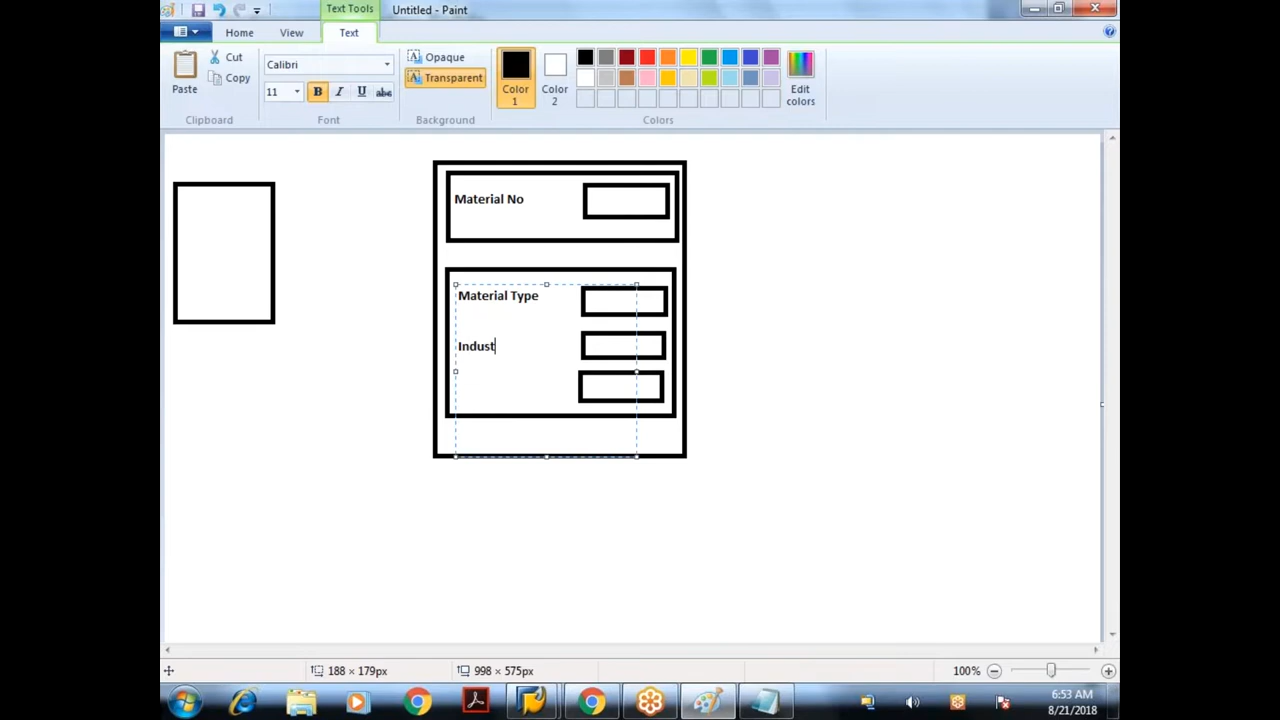 Text Tools
Untitled - Paint
Home
View
Text
Paste
Cut
Copy
Clipboard
Calibri
11
B
I
U
abc
Font
Opaque
Transparent
Background
Color
1
Color
2
Edit
colors
Colors
Material No
Material Type
Indust
188 × 179px
998 × 575px
100%
6:53 AM
8/21/2018